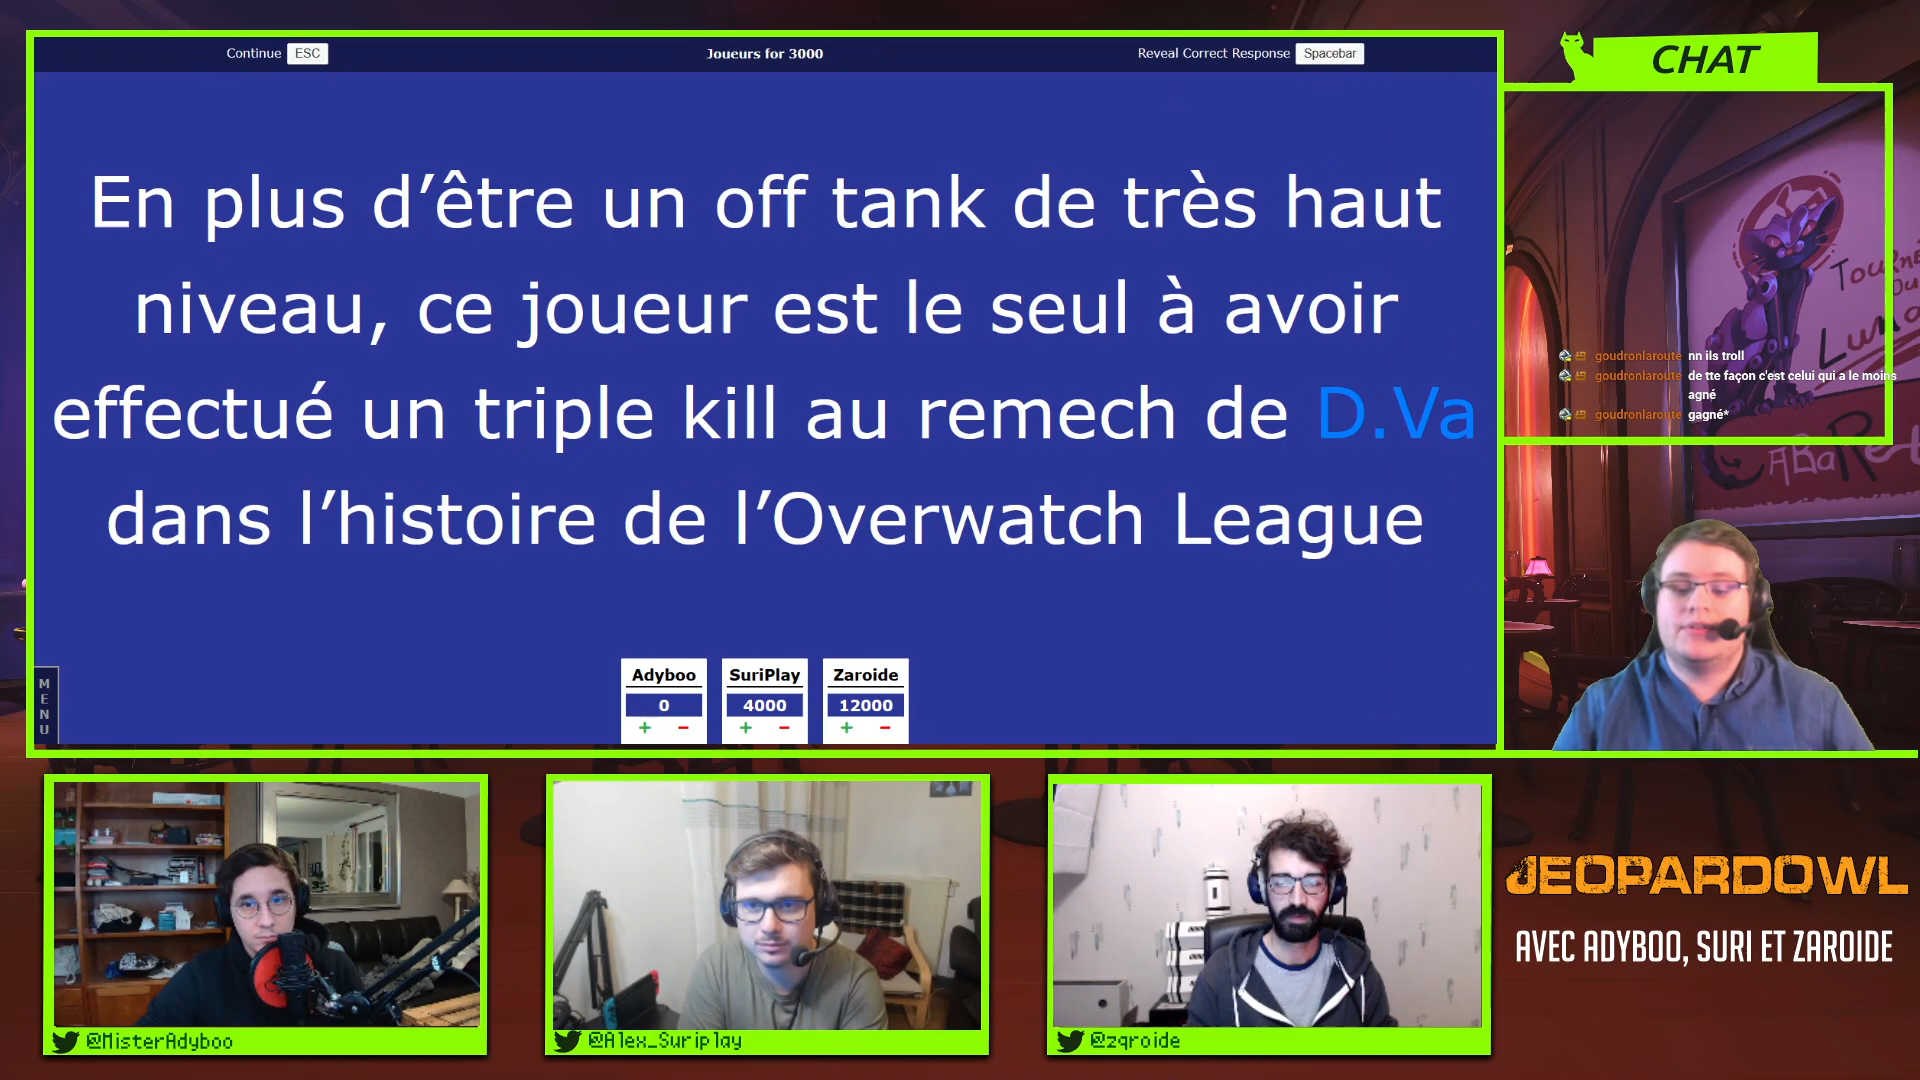 Continue ESC
Joueurs for 3000
Reveal Correct Response Spacebar
En plus d’être un off tank de très haut
niveau, ce joueur est le seul à avoir
effectué un triple kill au remech de D.Va
dans l’histoire de l’Overwatch League
MENU
Adyboo SuriPlay Zaroide
0 4000 12000
+ − + − + −
CHAT
goudronlaroute nn ils troll
goudronlaroute de tte façon c'est celui qui a le moins
agné
goudronlaroute gagné*
CABaRet
@MisterAdyboo
@Alex_Suriplay
@zqroide
JEOPARDOWL
AVEC ADYBOO, SURI ET ZAROIDE